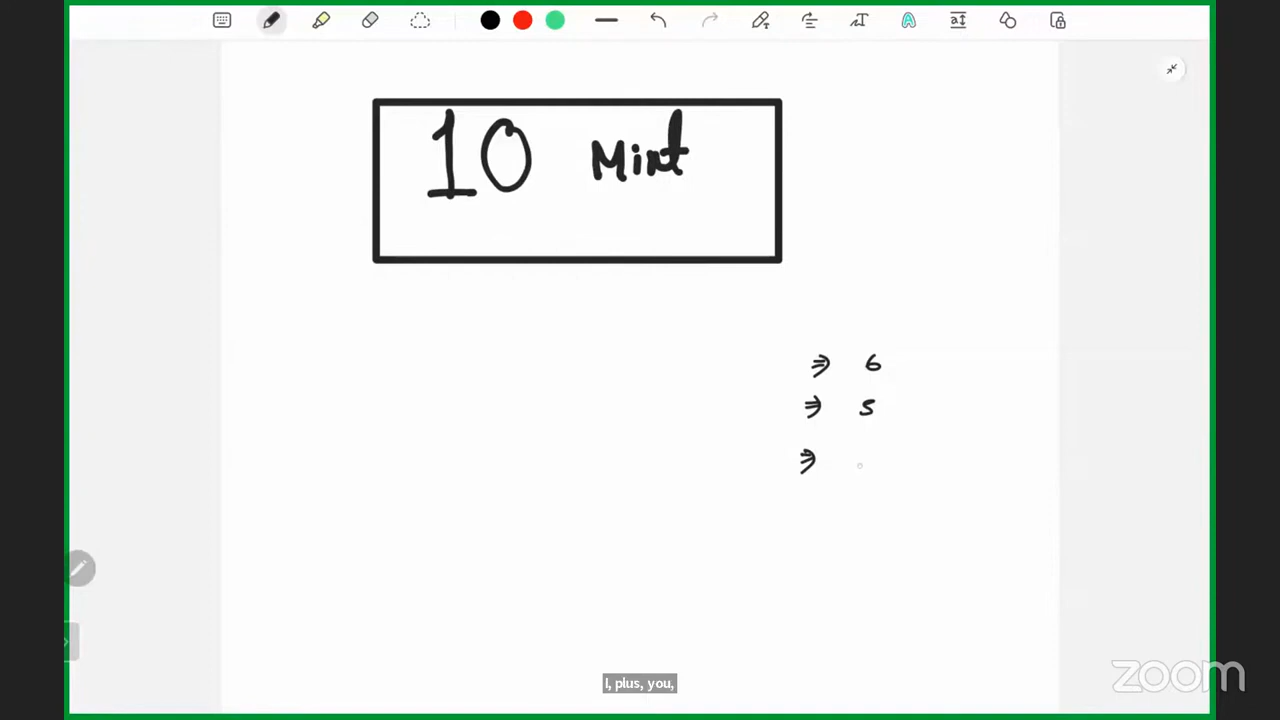 10 Mint
⇒ 6
⇒ 5
⇒
I, plus, you,
zoom